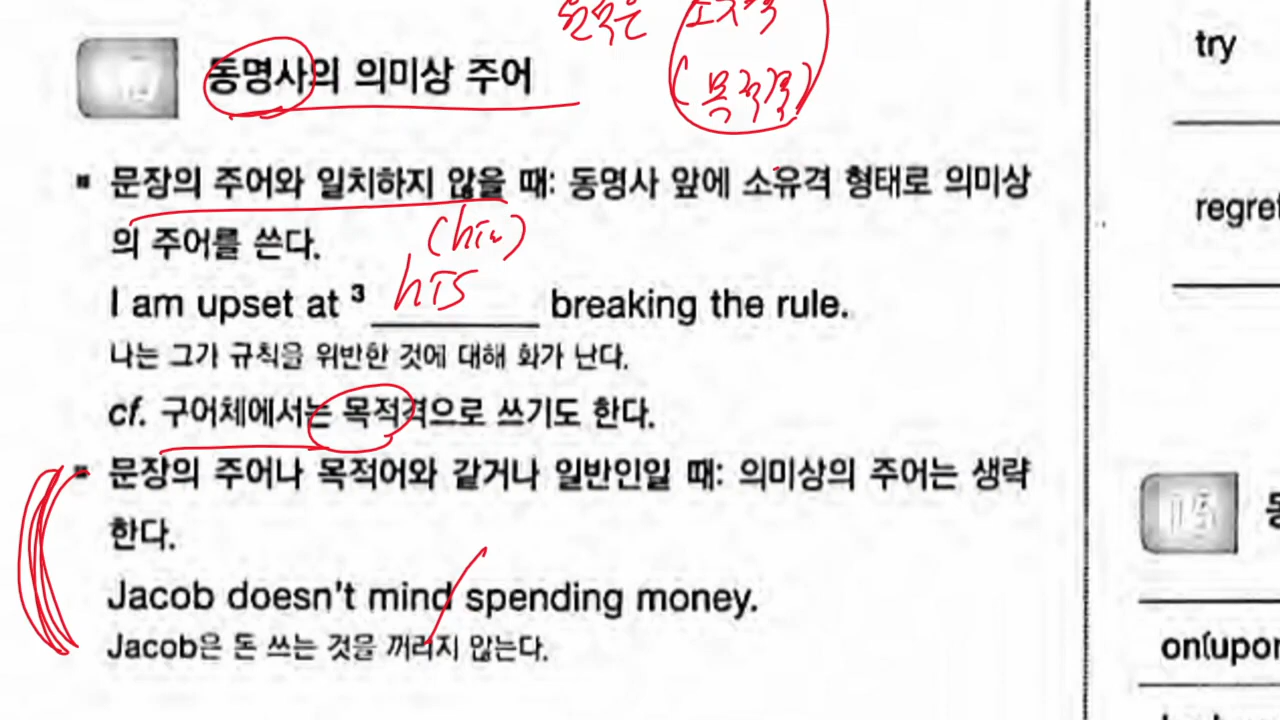 원칙은 소유격
(목적격)
동명사의 의미상 주어
try
■ 문장의 주어와 일치하지 않을 때: 동명사 앞에 소유격 형태로 의미상
의 주어를 쓴다.
regret
(him)
his
I am upset at ³ ________ breaking the rule.
나는 그가 규칙을 위반한 것에 대해 화가 난다.
cf. 구어체에서는 목적격으로 쓰기도 한다.
■ 문장의 주어나 목적어와 같거나 일반인일 때: 의미상의 주어는 생략
한다.
Jacob doesn't mind spending money.
Jacob은 돈 쓰는 것을 꺼리지 않는다.
15
on(upon